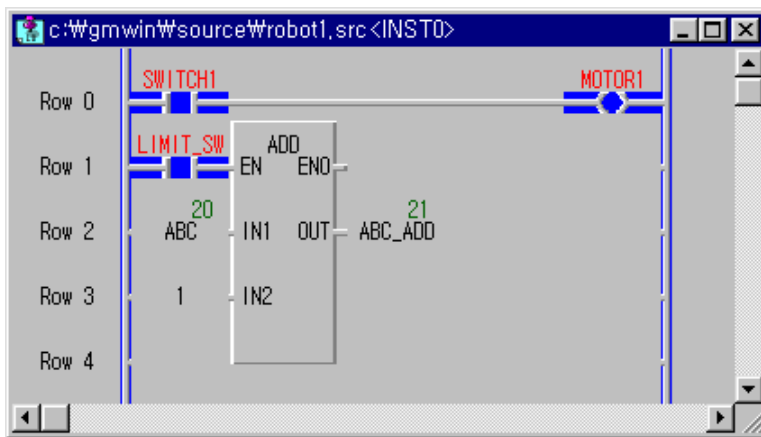 c:₩gmwin₩source₩robot1.src<INST0>
SWITCH1 MOTOR1
Row 0
LIMIT_SW ADD
Row 1 EN ENO
20 21
Row 2 ABC IN1 OUT ABC_ADD
Row 3 1 IN2
Row 4